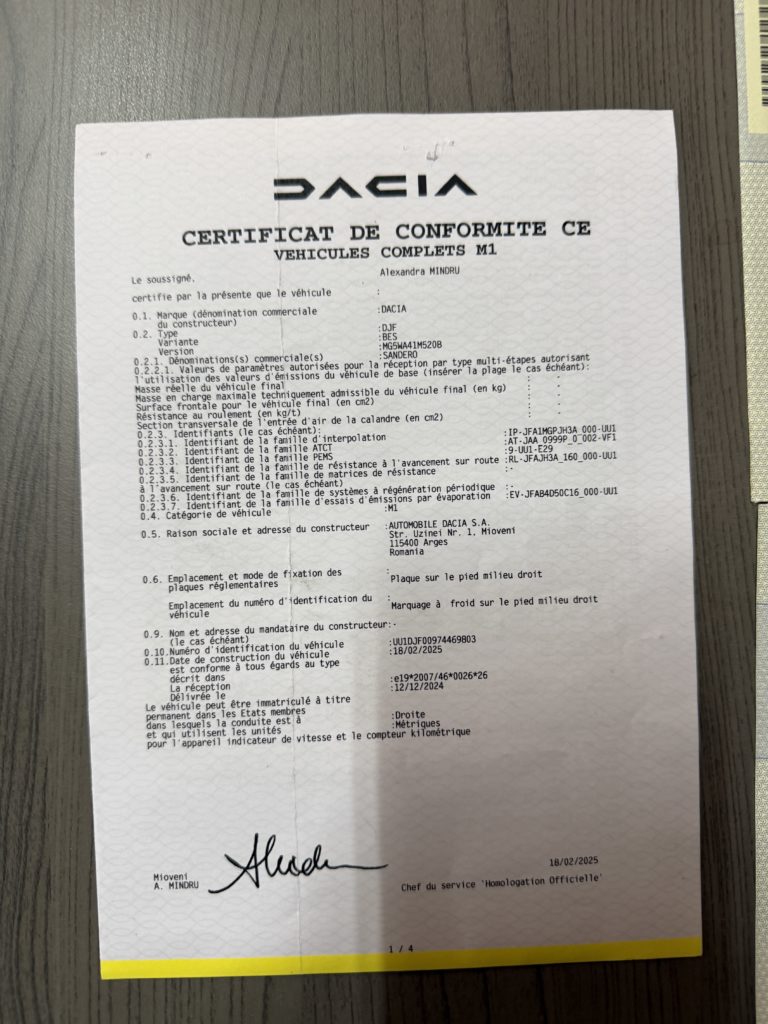 DACIA
CERTIFICAT DE CONFORMITE CE
VEHICULES COMPLETS M1
Le soussigné, Alexandra MINDRU
certifie par la présente que le véhicule :
0.1. Marque (dénomination commerciale :DACIA
du constructeur)
0.2. Type :DJF
Variante :BES
Version :MG5WA41M520B
0.2.1. Dénominations(s) commerciale(s) :SANDERO
0.2.2.1. Valeurs de paramètres autorisées pour la réception par type multi-étapes autorisant
l'utilisation des valeurs d'émissions du véhicule de base (insérer la plage le cas échéant):
Masse réelle du véhicule final : -
Masse en charge maximale techniquement admissible du véhicule final (en kg) : -
Surface frontale pour le véhicule final (en cm2) : -
Résistance au roulement (en kg/t) : -
Section transversale de l'entrée d'air de la calandre (en cm2) : -
0.2.3. Identifiants (le cas échéant):
0.2.3.1. Identifiant de la famille d'interpolation :IP-JFA1MGPJH3A_000-UU1
0.2.3.2. Identifiant de la famille ATCT :AT-JAA_0999P_0_002-VF1
0.2.3.3. Identifiant de la famille PEMS :9-UU1-E29
0.2.3.4. Identifiant de la famille de résistance à l'avancement sur route :RL-JFAJH3A_160_000-UU1
0.2.3.5. Identifiant de la famille de matrices de résistance :-
à l'avancement sur route (le cas échéant)
0.2.3.6. Identifiant de la famille de systèmes à régénération périodique :-
0.2.3.7. Identifiant de la famille d'essais d'émissions par évaporation :EV-JFAB4D50C16_000-UU1
0.4. Catégorie de véhicule :M1
0.5. Raison sociale et adresse du constructeur :AUTOMOBILE DACIA S.A.
Str. Uzinei Nr. 1, Mioveni
115400 Arges
Romania
0.6. Emplacement et mode de fixation des :
plaques réglementaires Plaque sur le pied milieu droit
Emplacement du numéro d'identification du :
véhicule Marquage à froid sur le pied milieu droit
0.9. Nom et adresse du mandataire du constructeur:-
(le cas échéant)
0.10.Numéro d'identification du véhicule :UU1DJF00974469803
0.11.Date de construction du véhicule :18/02/2025
est conforme à tous égards au type
décrit dans
La réception :e19*2007/46*0026*26
Délivrée le :12/12/2024
Le véhicule peut être immatriculé à titre
permanent dans les Etats membres
dans lesquels la conduite est à :Droite
et qui utilisent les unités :Métriques
pour l'appareil indicateur de vitesse et le compteur kilométrique
Mioveni 18/02/2025
A. MINDRU Chef du service 'Homologation Officielle'
1 / 4